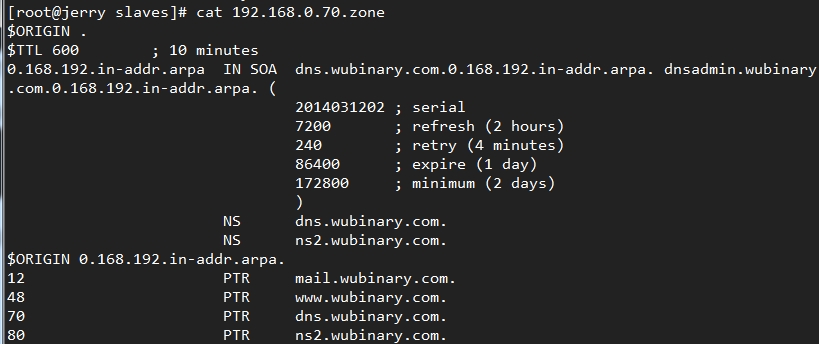 [root@jerry slaves]# cat 192.168.0.70.zone
$ORIGIN .
$TTL 600        ; 10 minutes
0.168.192.in-addr.arpa  IN SOA  dns.wubinary.com.0.168.192.in-addr.arpa. dnsadmin.wubinary
.com.0.168.192.in-addr.arpa. (
                                2014031202 ; serial
                                7200       ; refresh (2 hours)
                                240        ; retry (4 minutes)
                                86400      ; expire (1 day)
                                172800     ; minimum (2 days)
                                )
                        NS      dns.wubinary.com.
                        NS      ns2.wubinary.com.
$ORIGIN 0.168.192.in-addr.arpa.
12                      PTR     mail.wubinary.com.
48                      PTR     www.wubinary.com.
70                      PTR     dns.wubinary.com.
80                      PTR     ns2.wubinary.com.